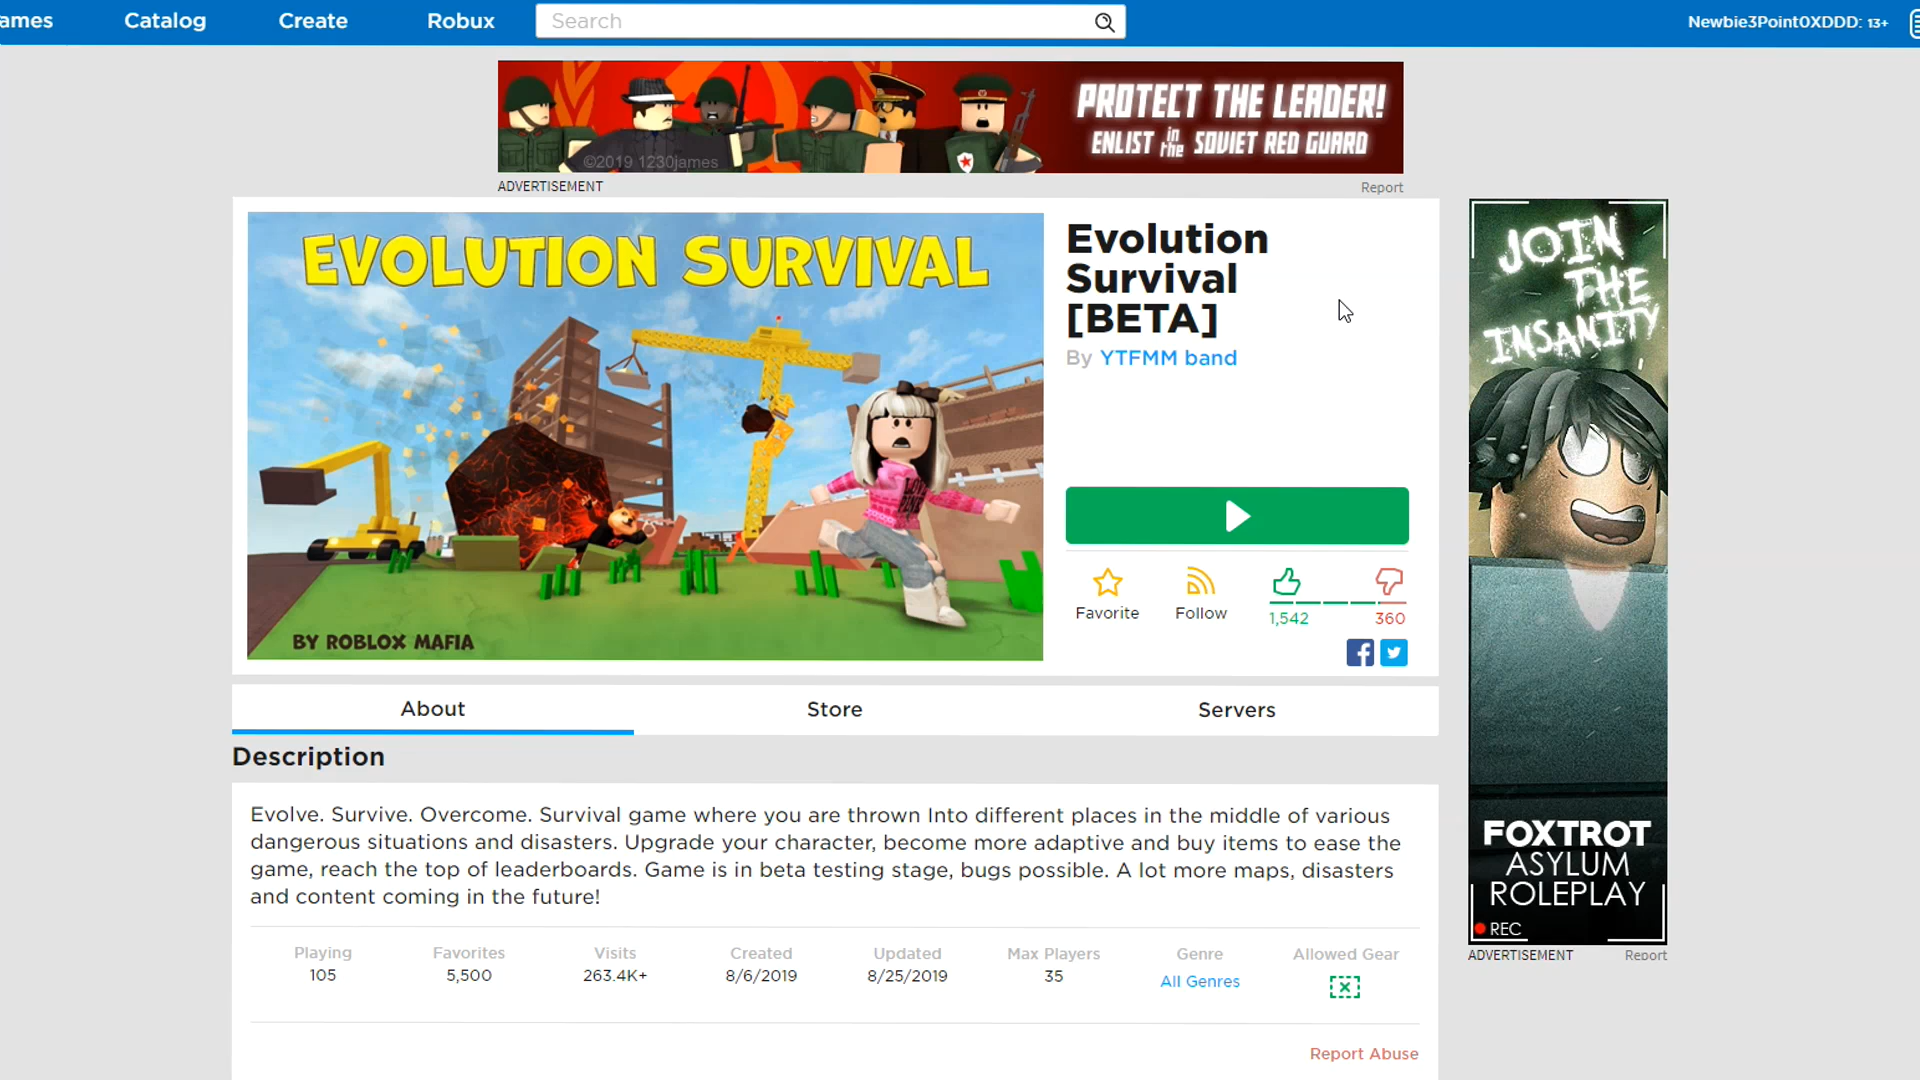 ames
Catalog
Create
Robux
Search
Newbie3Point0XDDD: 13+
PROTECT THE LEADER!
ENLIST in the SOVIET RED GUARD
©2019 1230james
ADVERTISEMENT
Report
EVOLUTION SURVIVAL
BY ROBLOX MAFIA
Evolution
Survival
[BETA]
By YTFMM band
Favorite
Follow
1,542
360
JOIN
THE
INSANITY
FOXTROT
ASYLUM
ROLEPLAY
REC
ADVERTISEMENT
Report
About
Store
Servers
Description
Evolve. Survive. Overcome. Survival game where you are thrown Into different places in the middle of various
dangerous situations and disasters. Upgrade your character, become more adaptive and buy items to ease the
game, reach the top of leaderboards. Game is in beta testing stage, bugs possible. A lot more maps, disasters
and content coming in the future!
Playing
105
Favorites
5,500
Visits
263.4K+
Created
8/6/2019
Updated
8/25/2019
Max Players
35
Genre
All Genres
Allowed Gear
Report Abuse